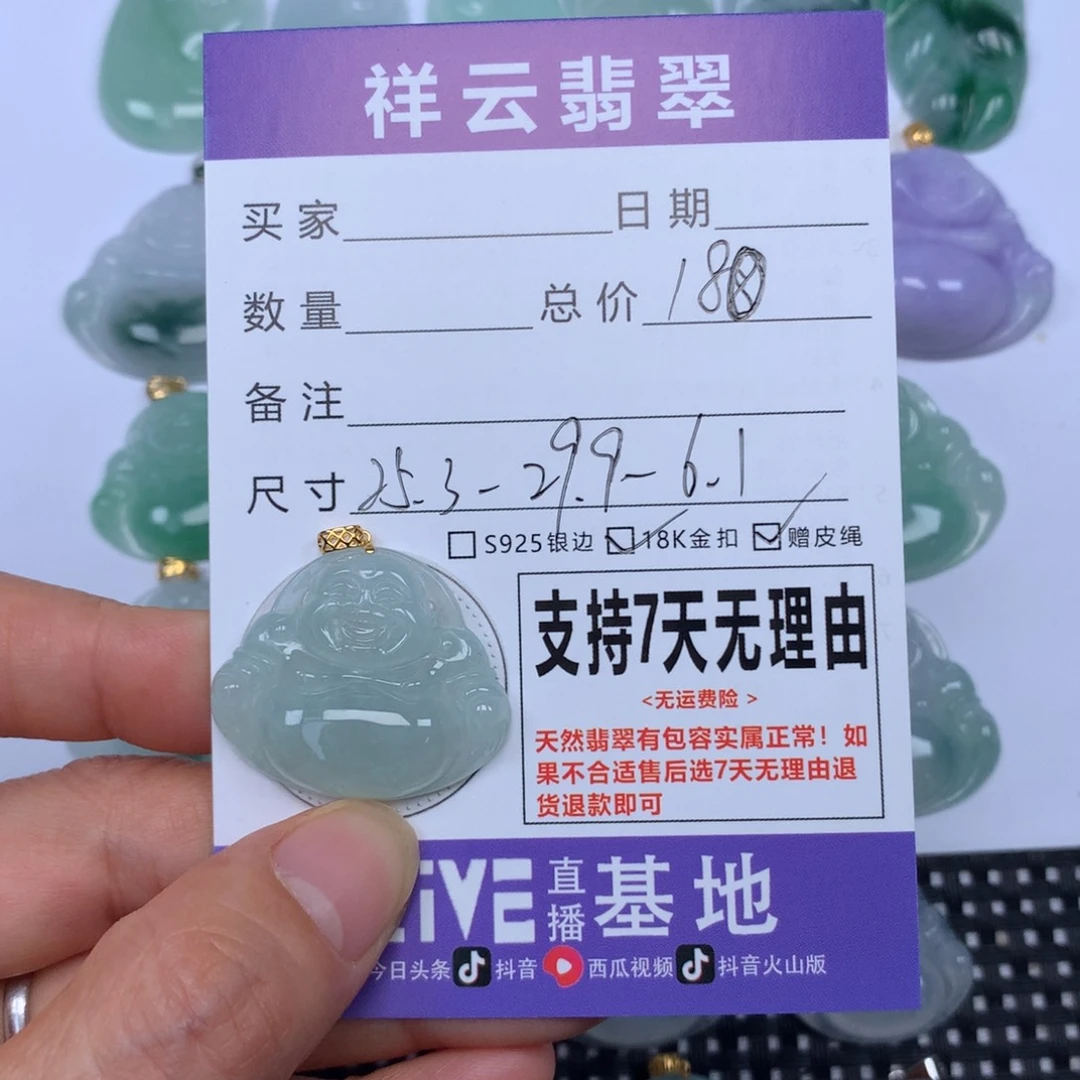 祥云翡翠
买家 日期
数量 总价 180
备注
尺寸 25.3-29.9-6.1
S925银边 18K金扣 赠皮绳
支持7天无理由
<无运费险 >
天然翡翠有包容实属正常！如
果不合适售后选7天无理由退
货退款即可
LIVE 直播 基地
今日头条 抖音 西瓜视频 抖音火山版